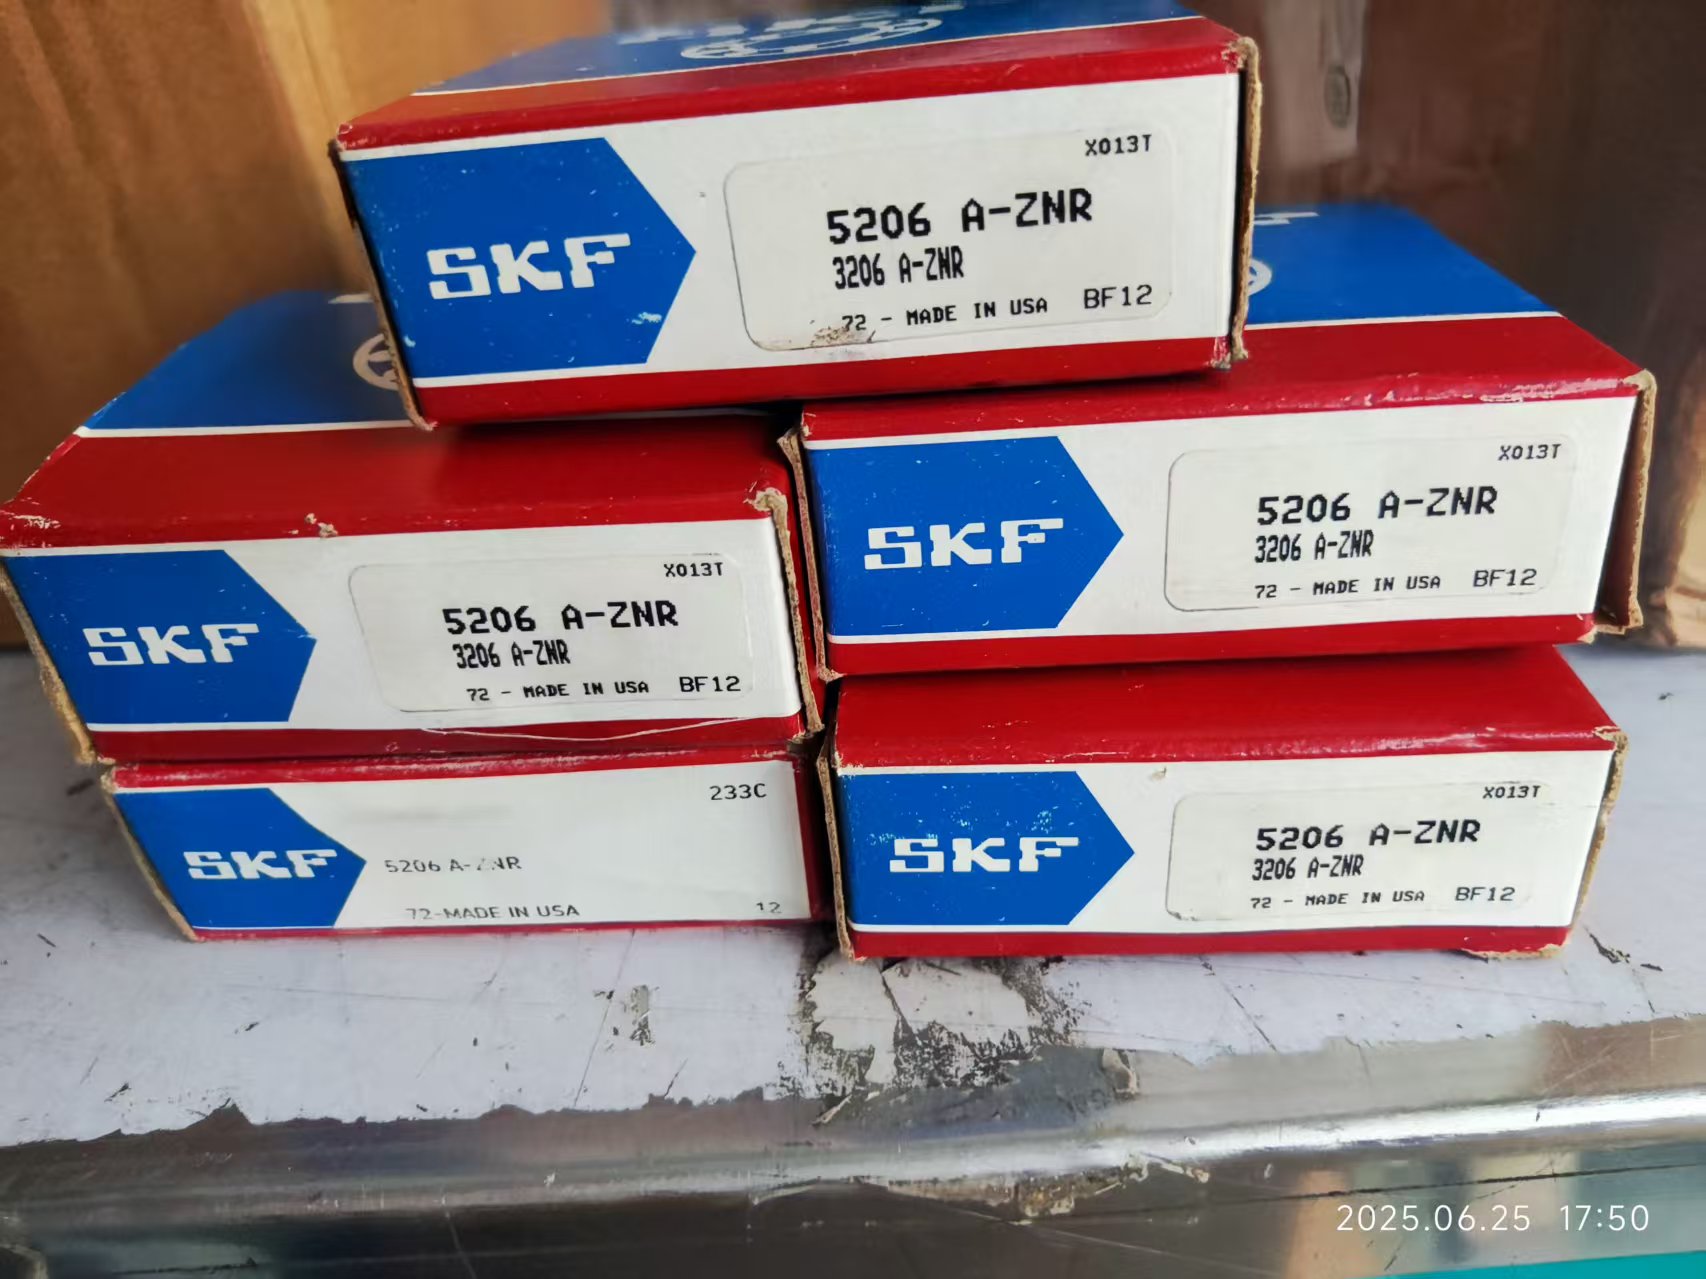 SKF
X013T
5206 A-ZNR
3206 A-ZNR
72 - MADE IN USA BF12
SKF
X013T
5206 A-ZNR
3206 A-ZNR
72 - MADE IN USA BF12
SKF
X013T
5206 A-ZNR
3206 A-ZNR
72 - MADE IN USA BF12
SKF
233C
5206 A-ZNR
72-MADE IN USA 12
SKF
X013T
5206 A-ZNR
3206 A-ZNR
72 - MADE IN USA BF12
2025.06.25 17:50